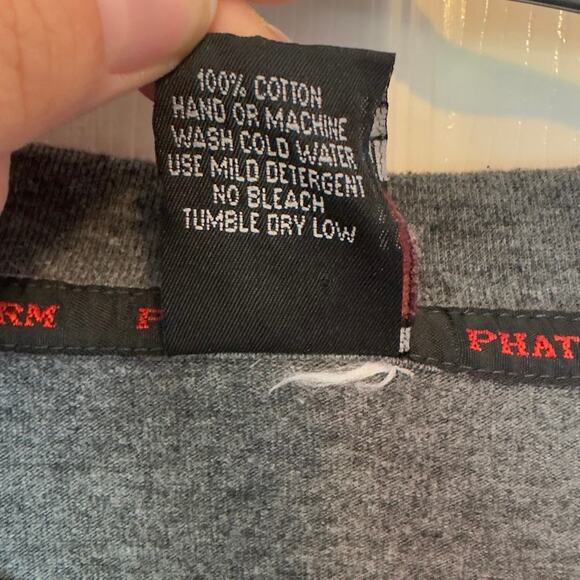 100% COTTON
HAND OR MACHINE
WASH COLD WATER
USE MILD DETERGENT
NO BLEACH
TUMBLE DRY LOW
RM P PHAT